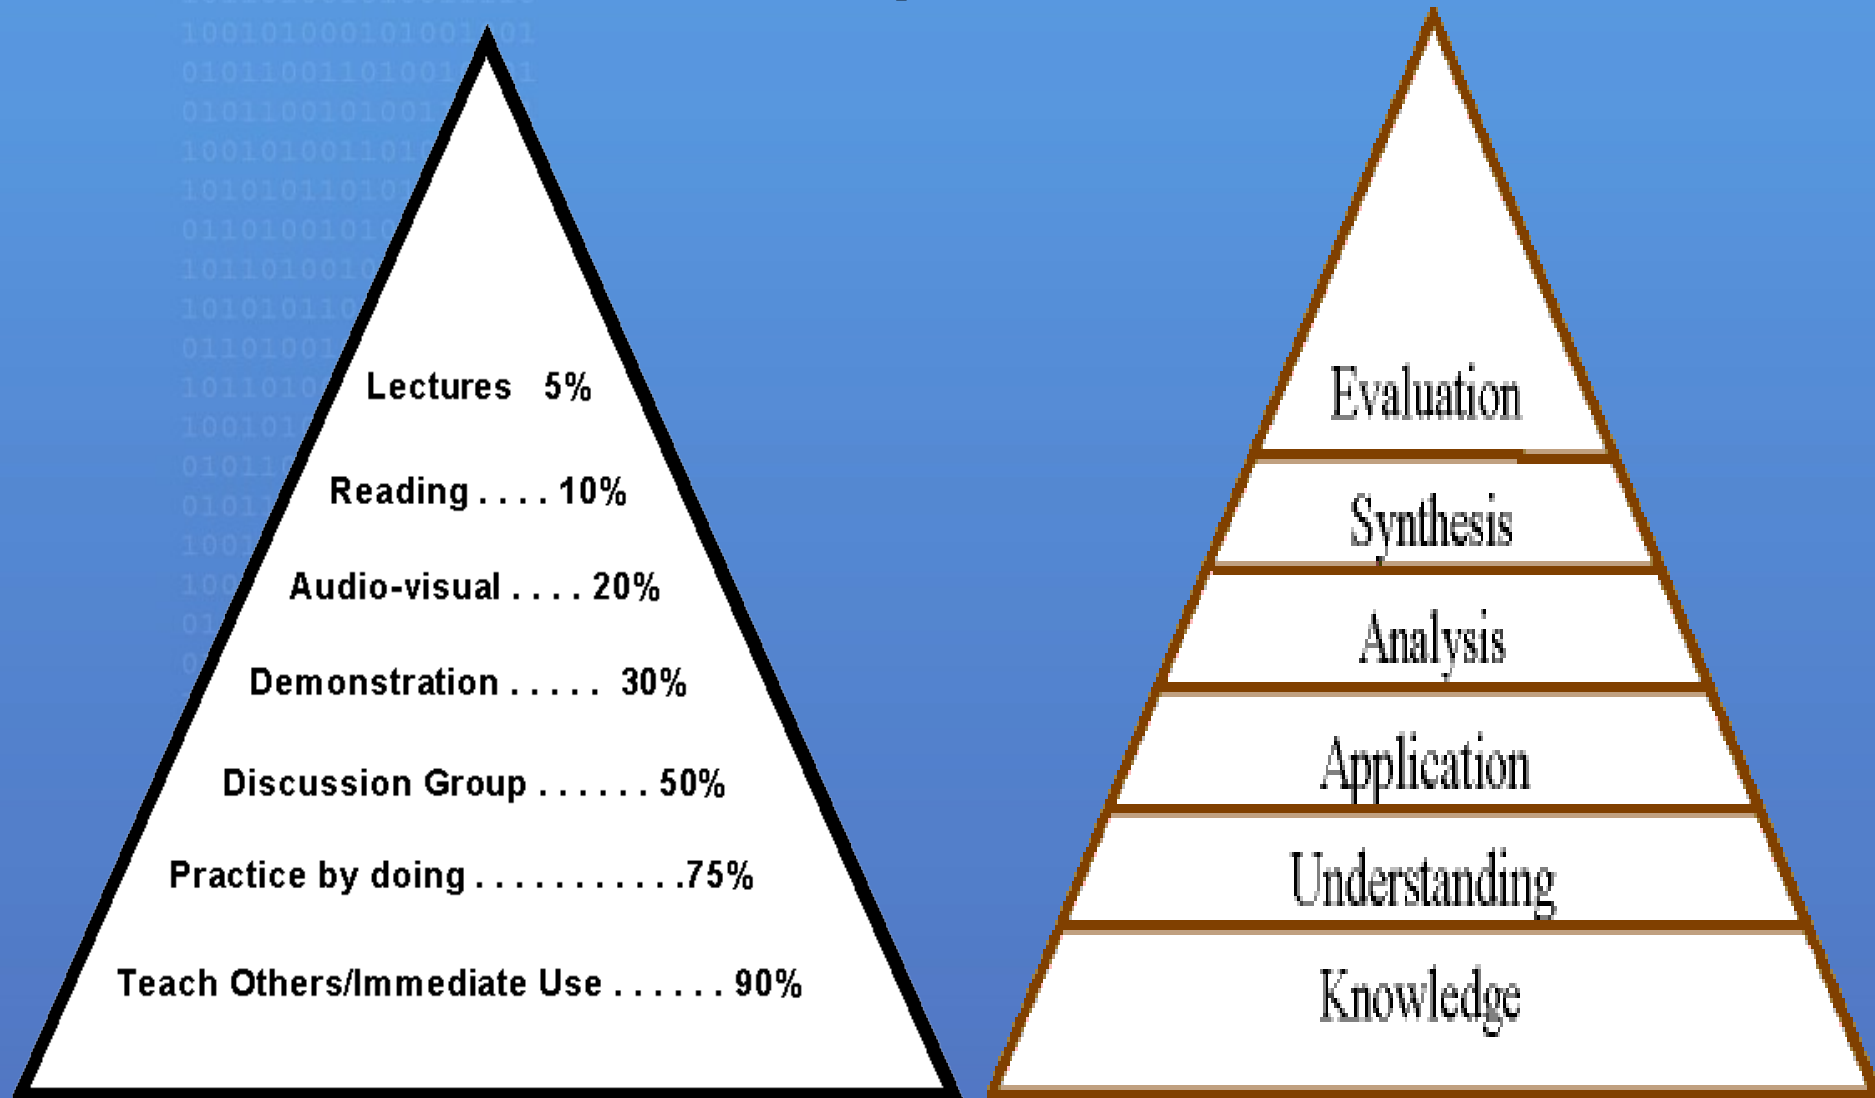 Lectures 5%
Reading . . . . 10%
Audio-visual . . . . 20%
Demonstration . . . . . 30%
Discussion Group . . . . . . 50%
Practice by doing . . . . . . . . . . .75%
Teach Others/Immediate Use . . . . . . 90%
Evaluation
Synthesis
Analysis
Application
Understanding
Knowledge